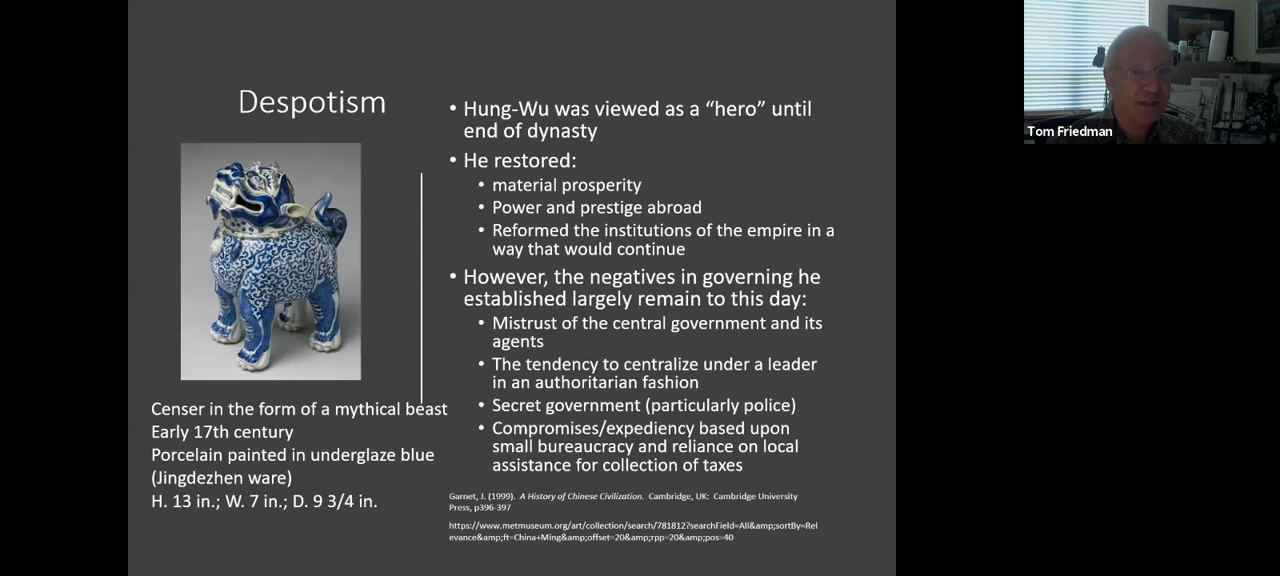 Despotism
Censer in the form of a mythical beast
Early 17th century
Porcelain painted in underglaze blue
(Jingdezhen ware)
H. 13 in.; W. 7 in.; D. 9 3/4 in.
• Hung-Wu was viewed as a “hero” until
end of dynasty
• He restored:
• material prosperity
• Power and prestige abroad
• Reformed the institutions of the empire in a
way that would continue
• However, the negatives in governing he
established largely remain to this day:
• Mistrust of the central government and its
agents
• The tendency to centralize under a leader
in an authoritarian fashion
• Secret government (particularly police)
• Compromises/expediency based upon
small bureaucracy and reliance on local
assistance for collection of taxes
Garnet, J. (1999). A History of Chinese Civilization. Cambridge, UK: Cambridge University
Press, p396-397
https://www.metmuseum.org/art/collection/search/781812?searchField=All&amp;sortBy=Rel
evance&amp;ft=China+Ming&amp;offset=20&amp;rpp=20&amp;pos=40
Tom Friedman